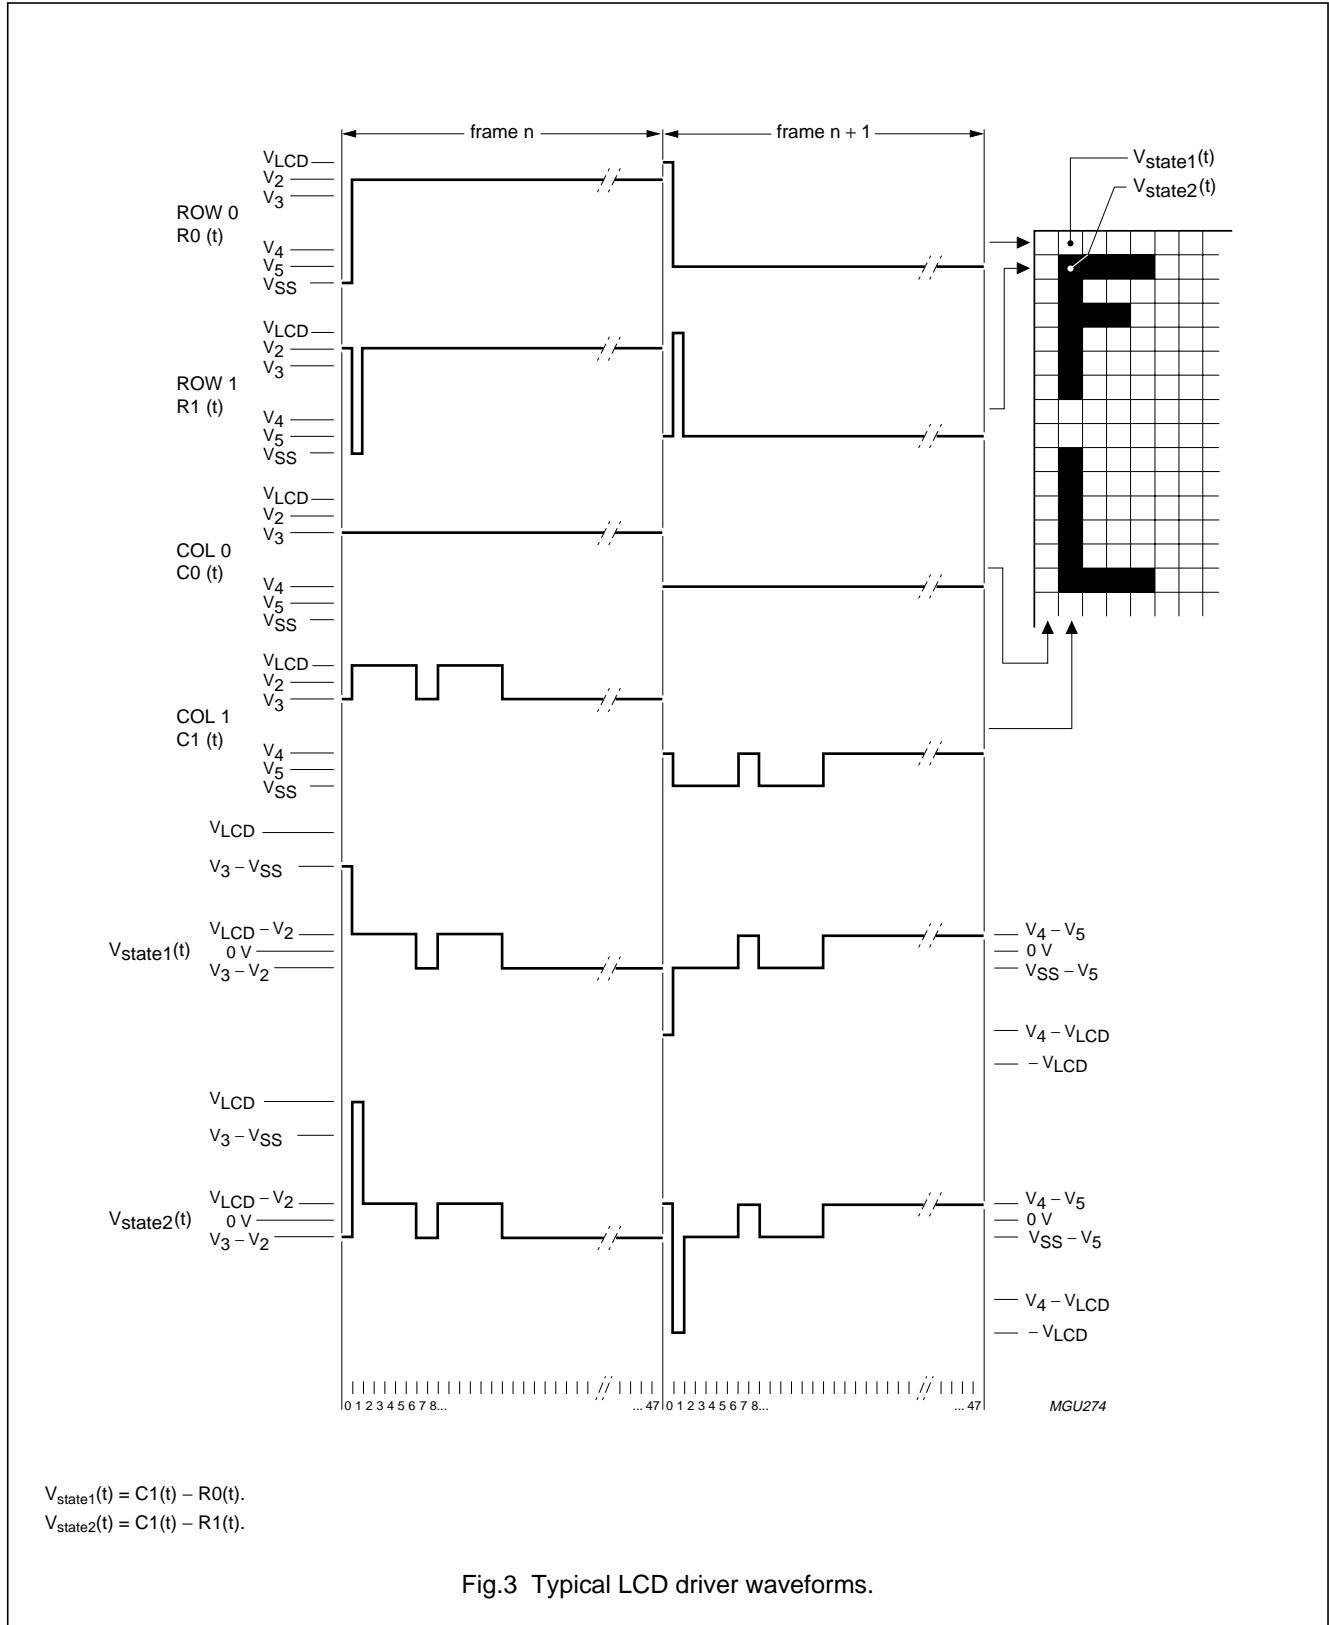 frame n
frame n + 1
VLCD
V2
V3
ROW 0
R0 (t)
V4
V5
VSS
Vstate1(t)
Vstate2(t)
VLCD
V2
V3
ROW 1
R1 (t)
V4
V5
VSS
VLCD
V2
V3
COL 0
C0 (t)
V4
V5
VSS
VLCD
V2
V3
COL 1
C1 (t)
V4
V5
VSS
VLCD
V3 – VSS
VLCD – V2
Vstate1(t)
0 V
V3 – V2
V4 – V5
0 V
VSS – V5
V4 – VLCD
– VLCD
VLCD
V3 – VSS
VLCD – V2
Vstate2(t)
0 V
V3 – V2
V4 – V5
0 V
VSS – V5
V4 – VLCD
– VLCD
0 1 2 3 4 5 6 7 8... ... 47 0 1 2 3 4 5 6 7 8... ... 47
MGU274
Vstate1(t) = C1(t) – R0(t).
Vstate2(t) = C1(t) – R1(t).
Fig.3 Typical LCD driver waveforms.